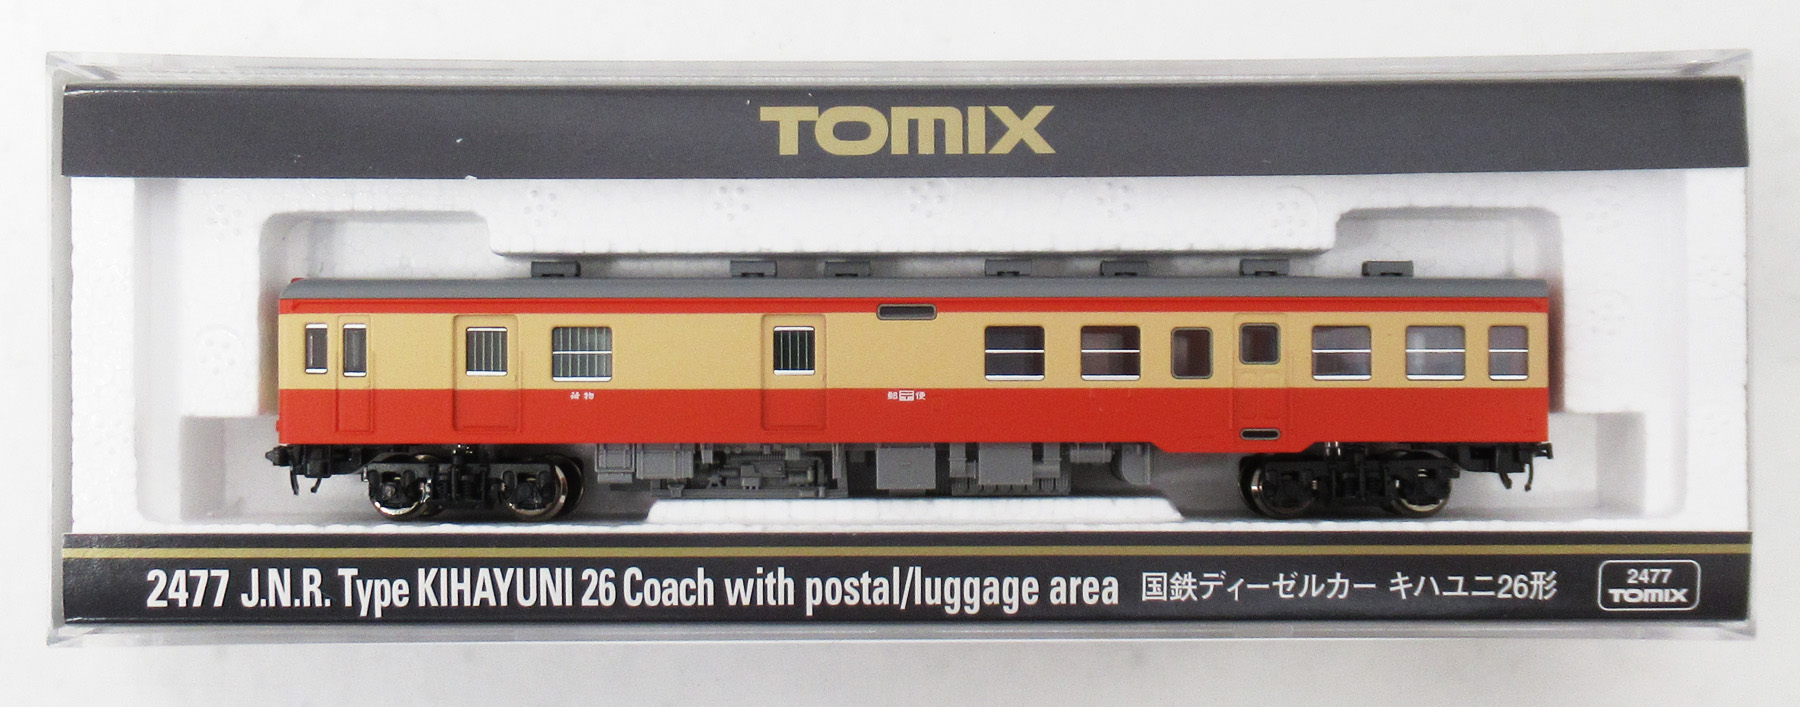 TOMIX
荷物
郵〒便
2477 J.N.R. Type KIHAYUNI 26 Coach with postal/luggage area 国鉄ディーゼルカー キハユニ26形
2477
TOMIX